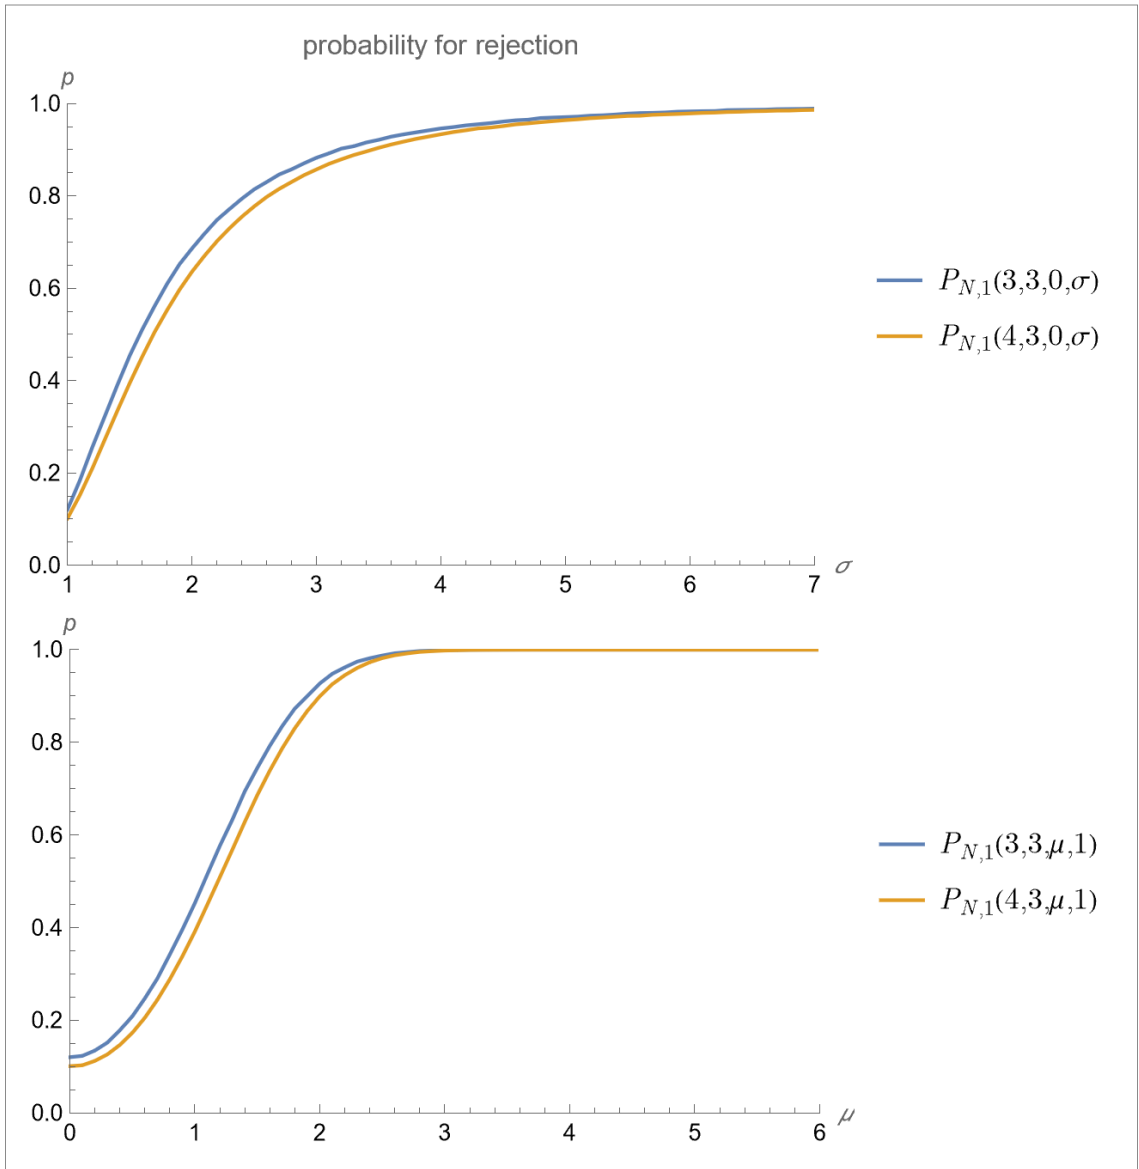 probability for rejection
p
1.0
0.8
0.6
0.4
0.2
0.0
1 2 3 4 5 6 7 σ
P_{N,1}(3,3,0,σ)
P_{N,1}(4,3,0,σ)
p
1.0
0.8
0.6
0.4
0.2
0.0
0 1 2 3 4 5 6 μ
P_{N,1}(3,3,μ,1)
P_{N,1}(4,3,μ,1)